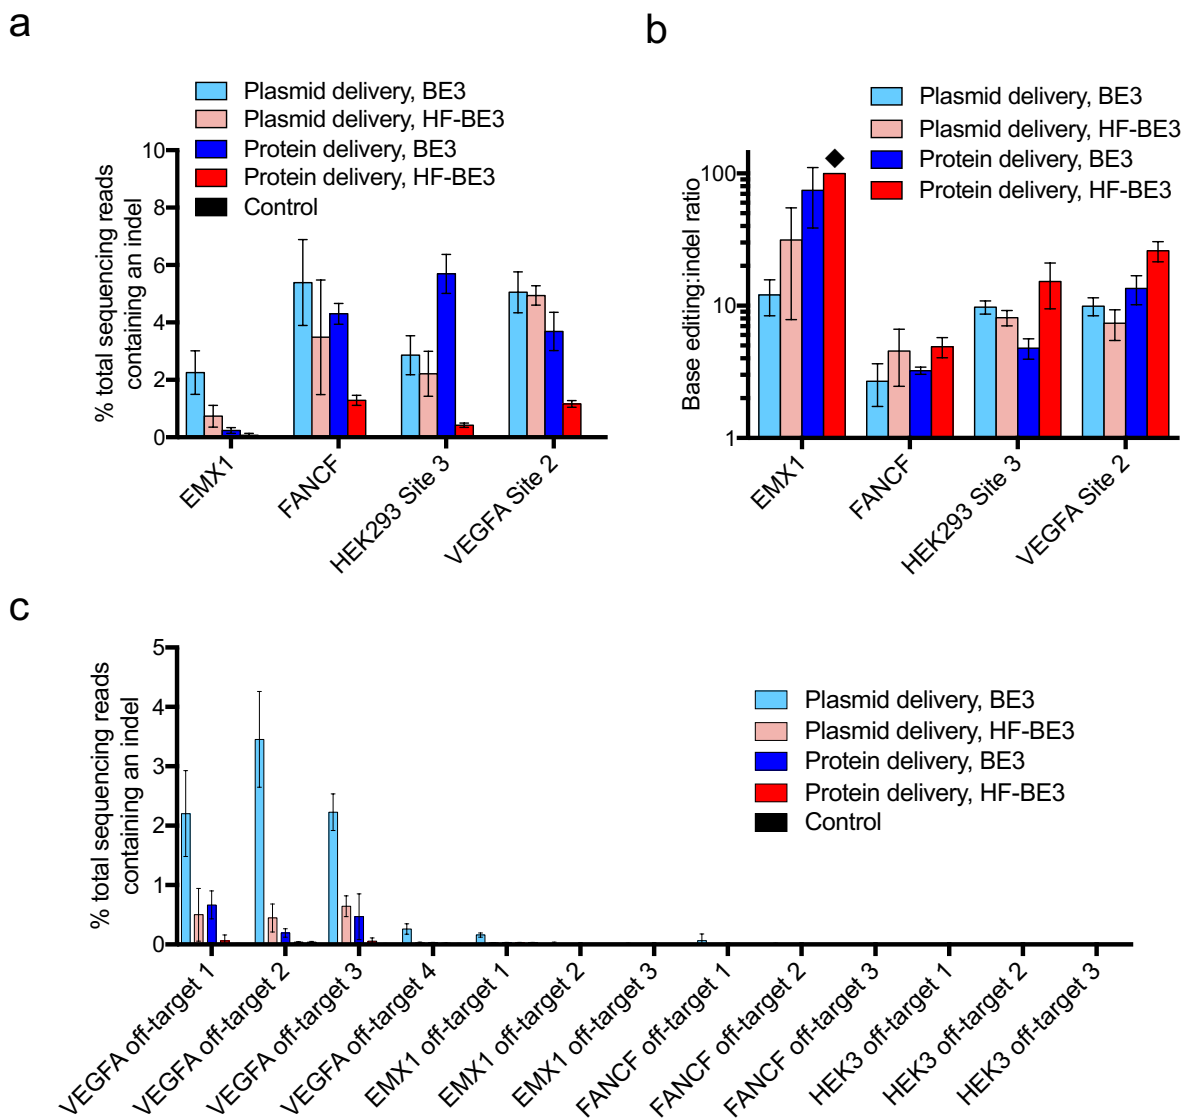 a
Plasmid delivery, BE3
Plasmid delivery, HF-BE3
Protein delivery, BE3
Protein delivery, HF-BE3
Control
% total sequencing reads
containing an indel
10
8
6
4
2
0
EMX1
FANCF
HEK293 Site 3
VEGFA Site 2
b
Plasmid delivery, BE3
Plasmid delivery, HF-BE3
Protein delivery, BE3
Protein delivery, HF-BE3
Base editing:indel ratio
100
10
1
EMX1
FANCF
HEK293 Site 3
VEGFA Site 2
c
Plasmid delivery, BE3
Plasmid delivery, HF-BE3
Protein delivery, BE3
Protein delivery, HF-BE3
Control
% total sequencing reads
containing an indel
5
4
3
2
1
0
VEGFA off-target 1
VEGFA off-target 2
VEGFA off-target 3
VEGFA off-target 4
EMX1 off-target 1
EMX1 off-target 2
EMX1 off-target 3
FANCF off-target 1
FANCF off-target 2
FANCF off-target 3
HEK3 off-target 1
HEK3 off-target 2
HEK3 off-target 3